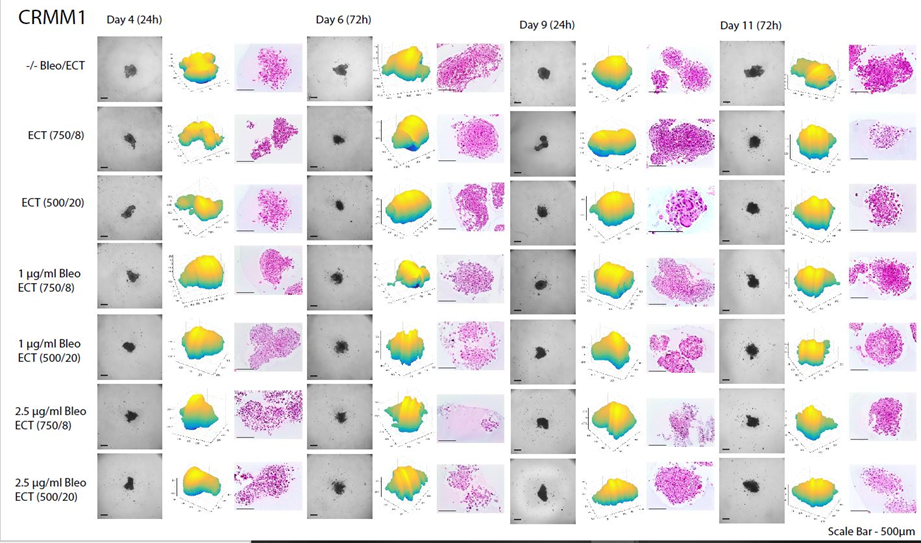 CRMM1
Day 4 (24h)
Day 6 (72h)
Day 9 (24h)
Day 11 (72h)
-/- Bleo/ECT
ECT (750/8)
ECT (500/20)
1 µg/ml Bleo
ECT (750/8)
1 µg/ml Bleo
ECT (500/20)
2.5 µg/ml Bleo
ECT (750/8)
2.5 µg/ml Bleo
ECT (500/20)
Scale Bar - 500µm